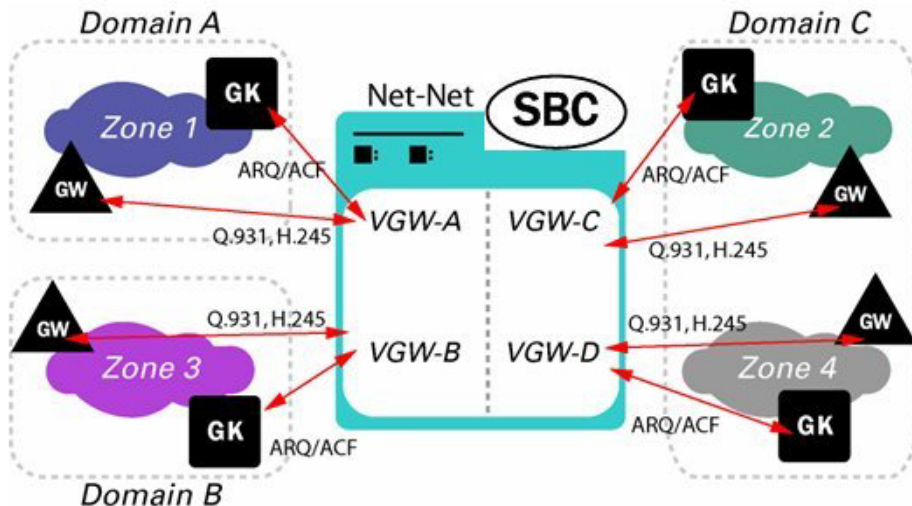 Domain A
Domain C
GK
Zone 1
GW
ARQ/ACF
Q.931,H.245
Net-Net
SBC
GK
Zone 2
GW
ARQ/ACF
Q.931,H.245
VGW-A
VGW-C
VGW-B
VGW-D
GW
Q.931,H.245
Zone 3
GK
ARQ/ACF
Domain B
Q.931,H.245
GW
Zone 4
GK
ARQ/ACF